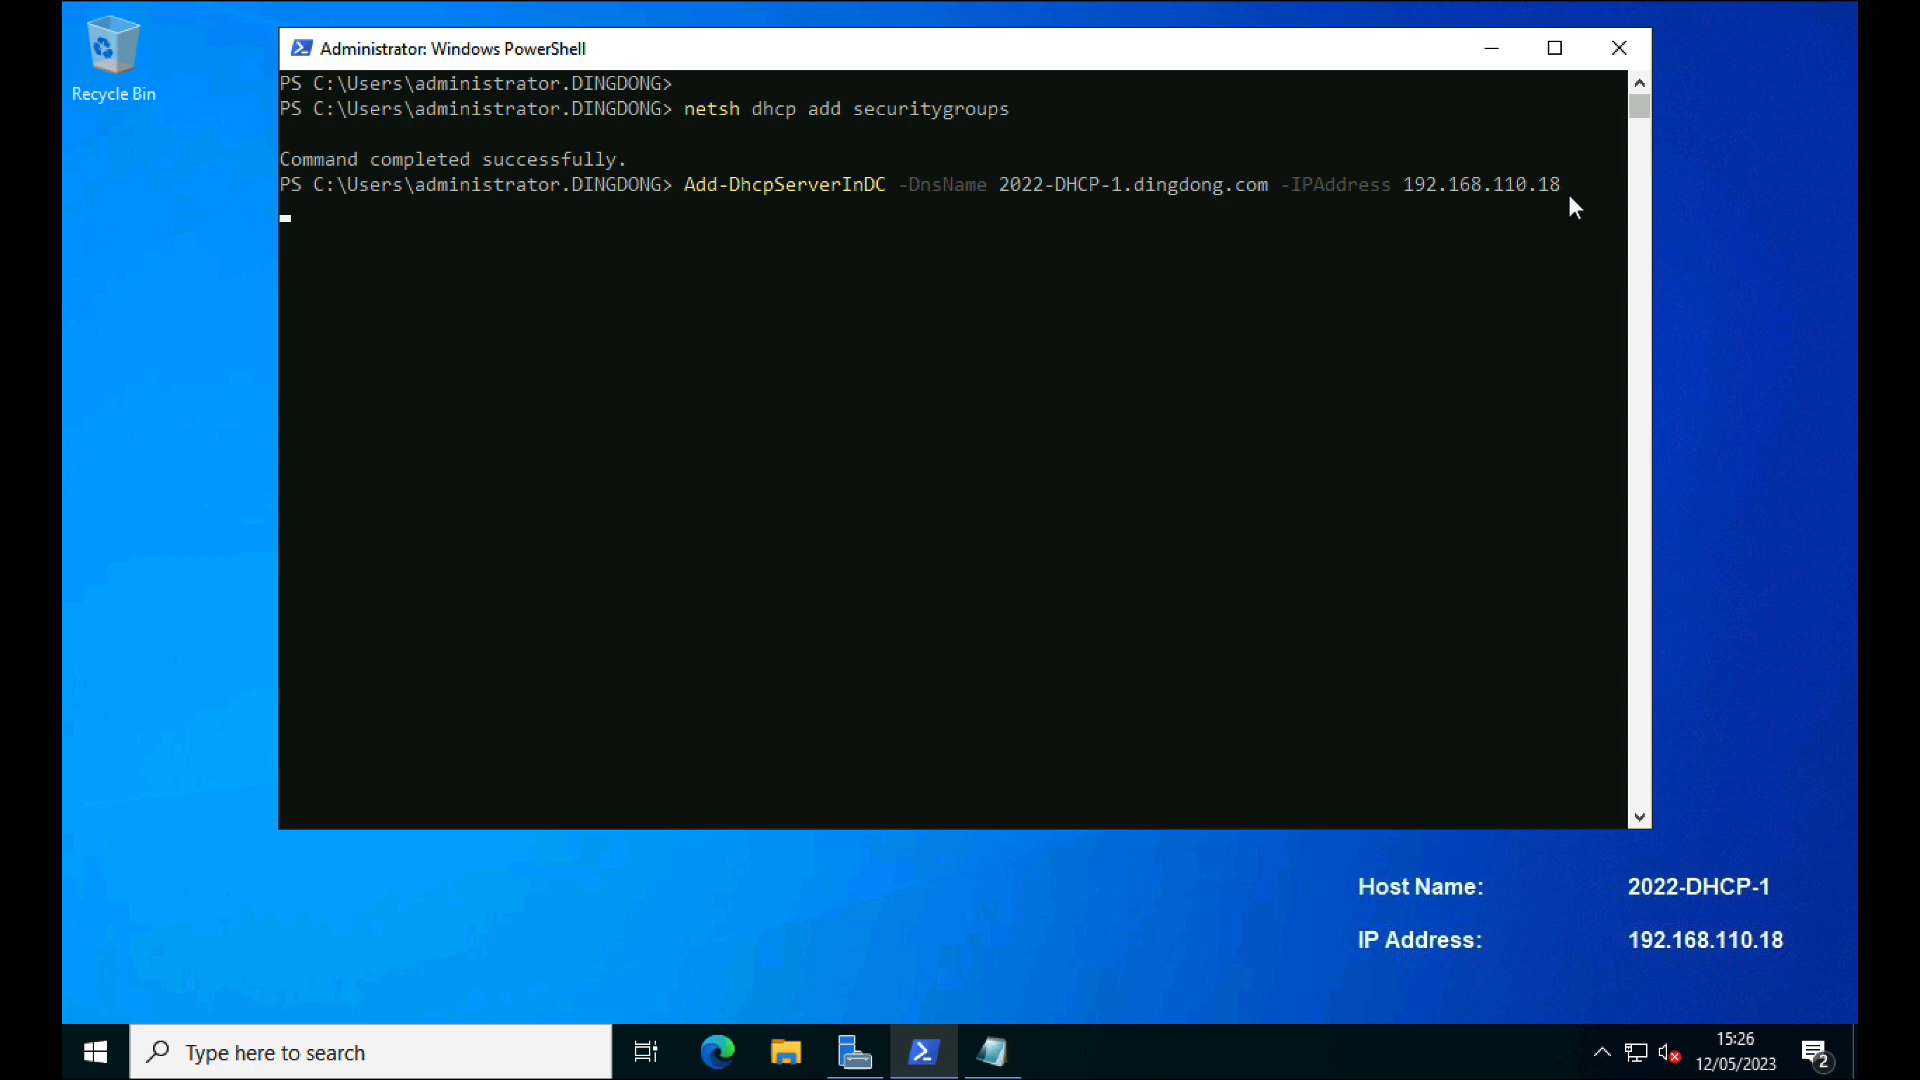 Recycle Bin
Administrator: Windows PowerShell
PS C:\Users\administrator.DINGDONG>
PS C:\Users\administrator.DINGDONG> netsh dhcp add securitygroups
Command completed successfully.
PS C:\Users\administrator.DINGDONG> Add-DhcpServerInDC -DnsName 2022-DHCP-1.dingdong.com -IPAddress 192.168.110.18
Host Name: 2022-DHCP-1
IP Address: 192.168.110.18
Type here to search
15:26
12/05/2023
2